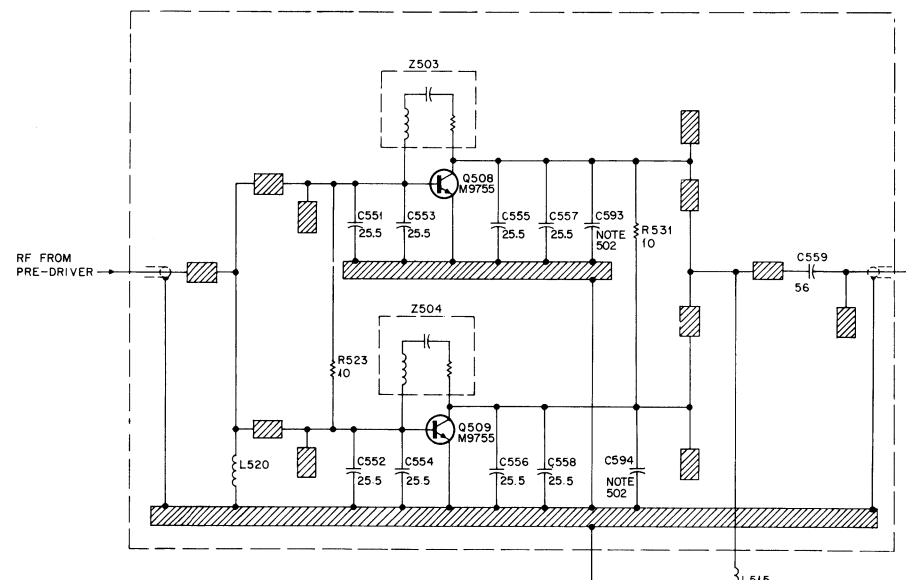 Z503
Q508
M9755
C551
25.5
C553
25.5
C555
25.5
C557
25.5
C593
NOTE
502
R531
10
RF FROM
PRE-DRIVER
C559
56
Z504
R523
10
Q509
M9755
L520
C552
25.5
C554
25.5
C556
25.5
C558
25.5
C594
NOTE
502
L515